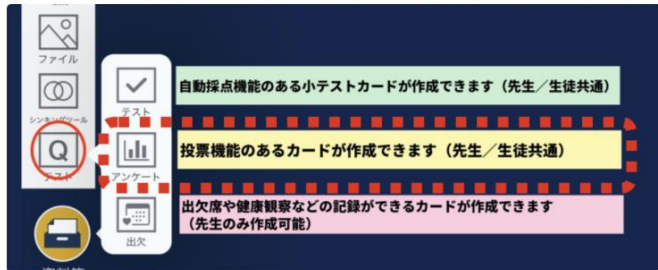 ファイル
シンキングツール
Q
テスト
テスト
自動採点機能のある小テストカードが作成できます（先生／生徒共通）
アンケート
投票機能のあるカードが作成できます（先生／生徒共通）
出欠
出欠席や健康観察などの記録ができるカードが作成できます
（先生のみ作成可能）